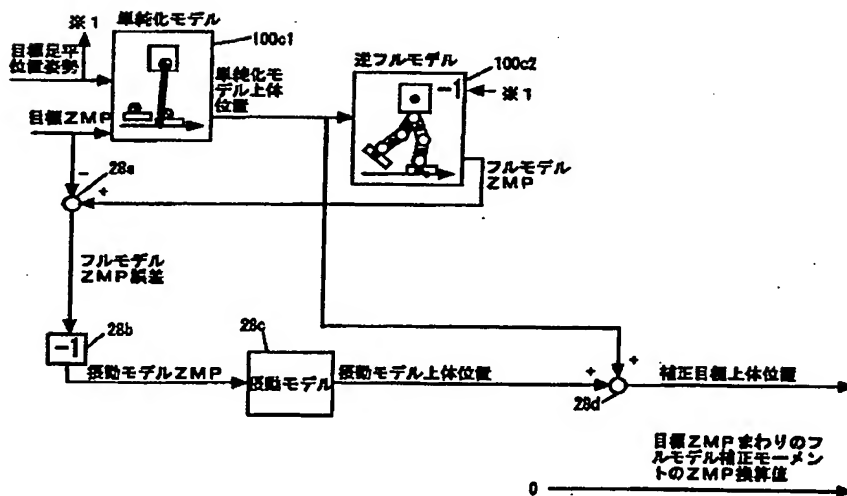 ※1
単純化モデル
100c1
目標足平
位置姿勢
単純化モ
デル上体
位置
逆フルモデル
100c2
-1
※1
目標ZMP
フルモデル
ZMP
-
28a
+
フルモデル
ZMP誤差
28b
-1
28c
摂動モデルZMP
摂動モデル
摂動モデル上体位置
+
+
28d
補正目標上体位置
目標ZMPまわりのフ
ルモデル補正モーメン
トのZMP換算値
0